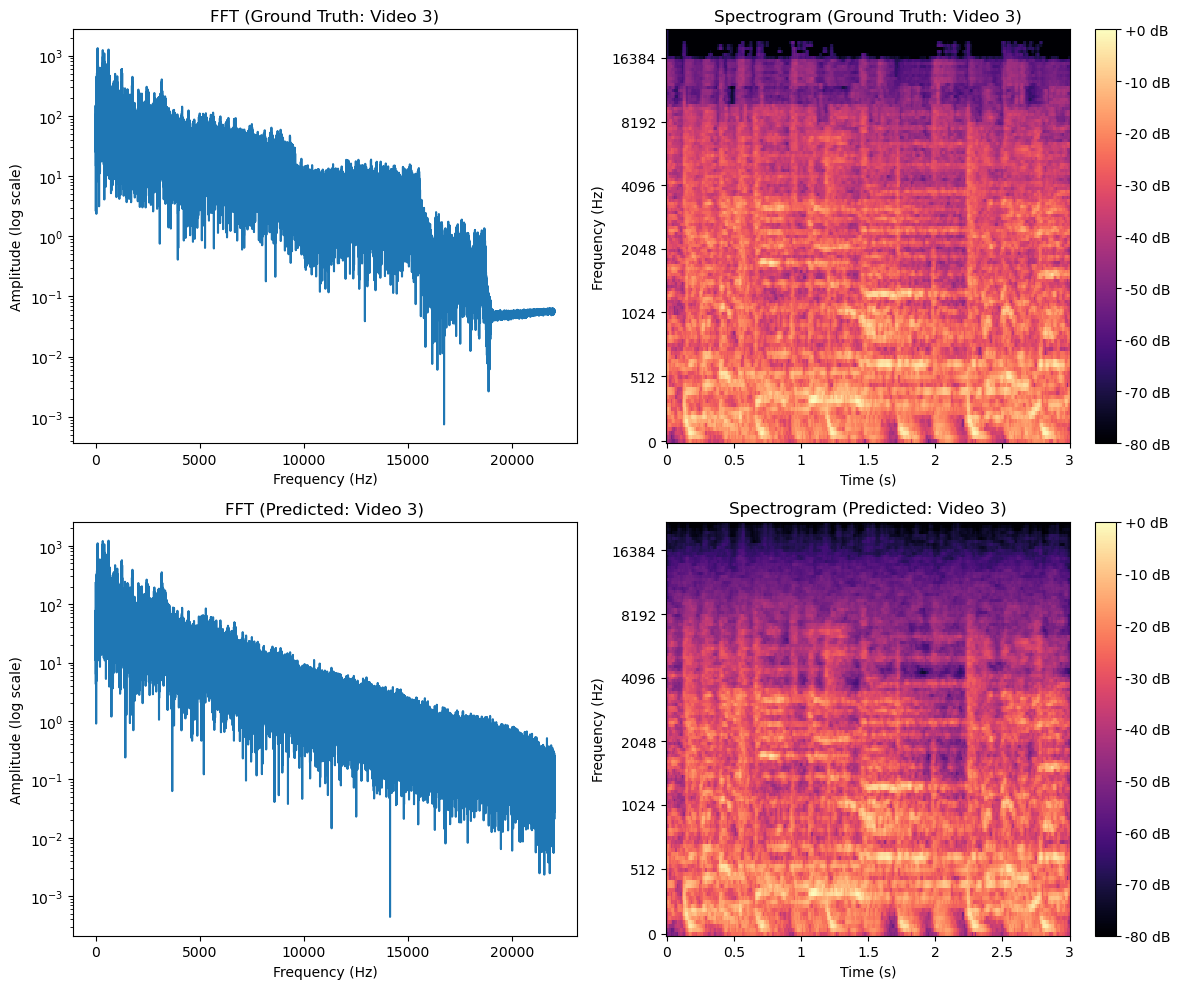 FFT (Ground Truth: Video 3)
10³
10²
10¹
10⁰
10⁻¹
10⁻²
10⁻³
Amplitude (log scale)
0 5000 10000 15000 20000
Frequency (Hz)
Spectrogram (Ground Truth: Video 3)
16384
8192
4096
2048
1024
512
0
Frequency (Hz)
0 0.5 1 1.5 2 2.5 3
Time (s)
+0 dB
-10 dB
-20 dB
-30 dB
-40 dB
-50 dB
-60 dB
-70 dB
-80 dB
FFT (Predicted: Video 3)
10³
10²
10¹
10⁰
10⁻¹
10⁻²
10⁻³
Amplitude (log scale)
0 5000 10000 15000 20000
Frequency (Hz)
Spectrogram (Predicted: Video 3)
16384
8192
4096
2048
1024
512
0
Frequency (Hz)
0 0.5 1 1.5 2 2.5 3
Time (s)
+0 dB
-10 dB
-20 dB
-30 dB
-40 dB
-50 dB
-60 dB
-70 dB
-80 dB